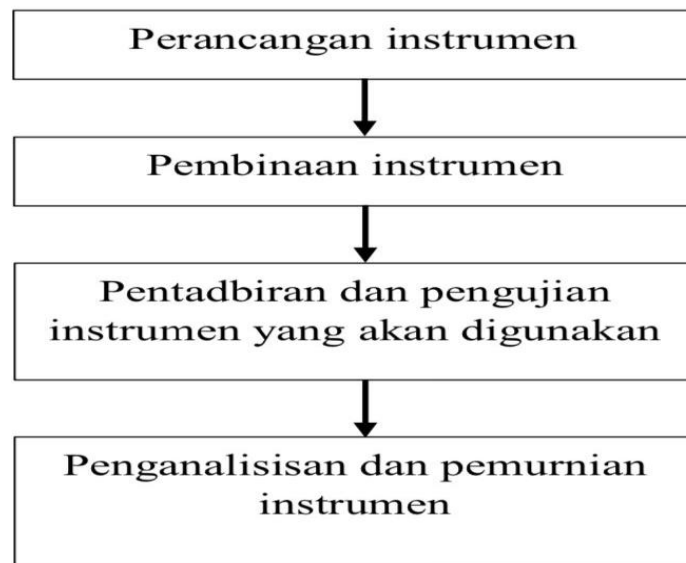 Perancangan instrumen
Pembinaan instrumen
Pentadbiran dan pengujian
instrumen yang akan digunakan
Penganalisisan dan pemurnian
instrumen